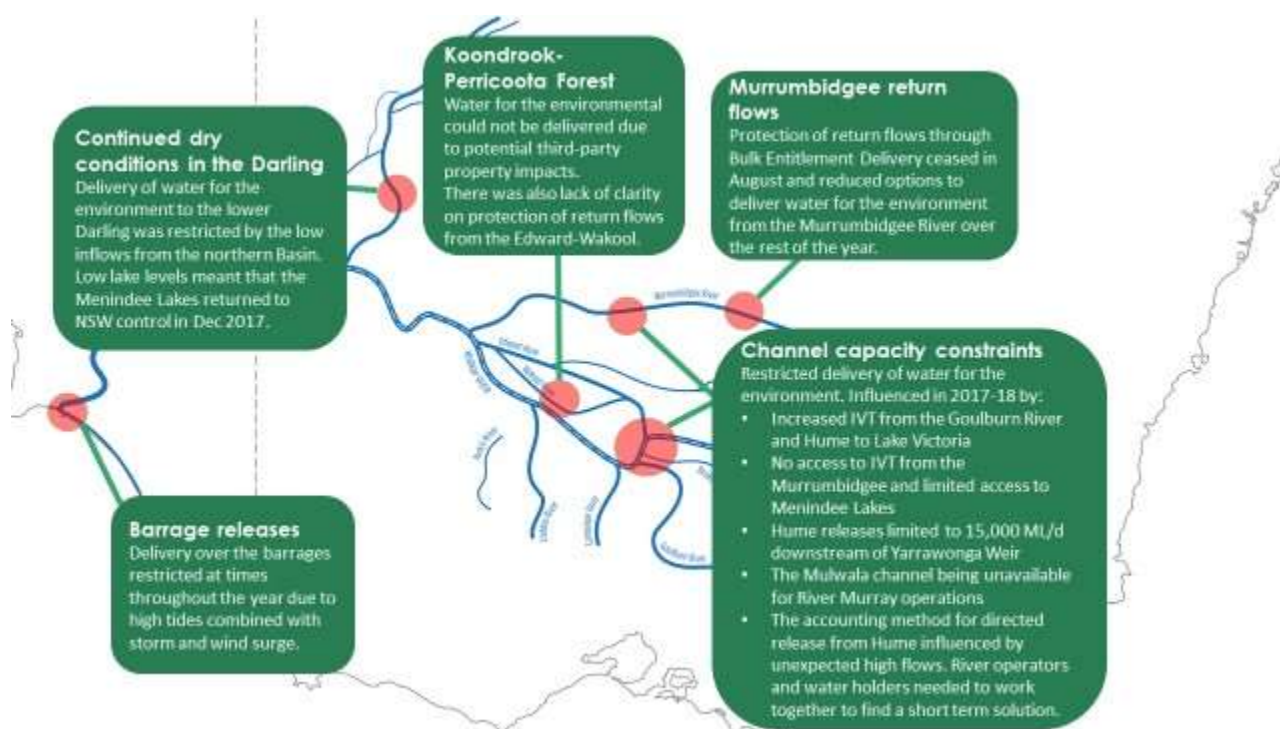 Koondrook-
Perricoota Forest
Water for the environmental
could not be delivered due
to potential third-party
property impacts.
There was also lack of clarity
on protection of return flows
from the Edward-Wakool.
Murrumbidgee return
flows
Protection of return flows through
Bulk Entitlement Delivery ceased in
August and reduced options to
deliver water for the environment
from the Murrumbidgee River over
the rest of the year.
Continued dry
conditions in the Darling
Delivery of water for the
environment to the lower
Darling was restricted by the low
inflows from the northern Basin.
Low lake levels meant that the
Menindee Lakes returned to
NSW control in Dec 2017.
Channel capacity constraints
Restricted delivery of water for the
environment. Influenced in 2017-18 by:
• Increased IVT from the Goulburn River
and Hume to Lake Victoria
• No access to IVT from the
Murrumbidgee and limited access to
Menindee Lakes
• Hume releases limited to 15,000 ML/d
downstream of Yarrawonga Weir
• The Mulwala channel being unavailable
for River Murray operations
• The accounting method for directed
release from Hume influenced by
unexpected high flows. River operators
and water holders needed to work
together to find a short term solution.
Barrage releases
Delivery over the barrages
restricted at times
throughout the year due to
high tides combined with
storm and wind surge.
Murrumbidgee River